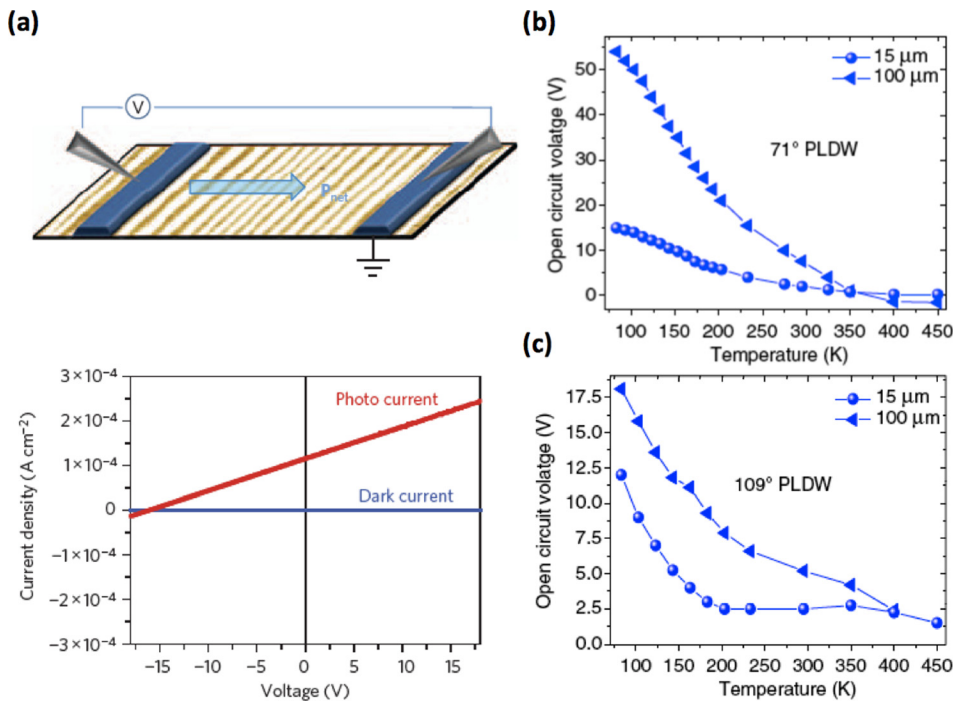 (a)
V
P net
3×10⁻⁴
2×10⁻⁴
1×10⁻⁴
0
−1×10⁻⁴
−2×10⁻⁴
−3×10⁻⁴
Current density (A cm⁻²)
Photo current
Dark current
−15 −10 −5 0 5 10 15
Voltage (V)
(b)
15 μm
100 μm
71° PLDW
50
40
30
20
10
0
Open circuit volatge (V)
100 150 200 250 300 350 400 450
Temperature (K)
(c)
15 μm
100 μm
109° PLDW
17.5
15.0
12.5
10.0
7.5
5.0
2.5
0.0
Open circuit volatge (V)
100 150 200 250 300 350 400 450
Temperature (K)